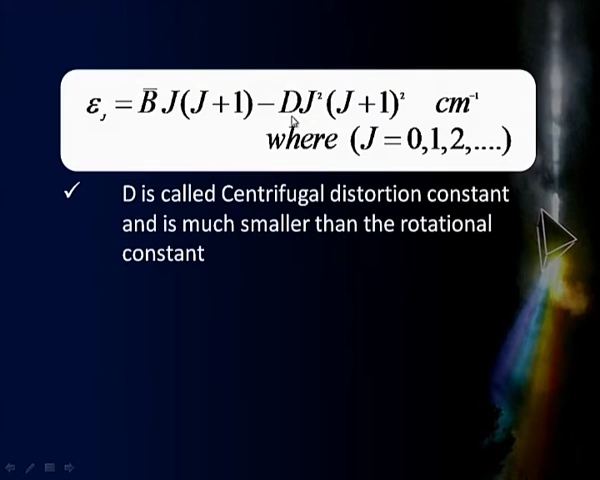 ε_J = B̄ J(J+1) − DJ²(J+1)² cm⁻¹
where (J = 0,1,2,....)
✓ D is called Centrifugal distortion constant
and is much smaller than the rotational
constant